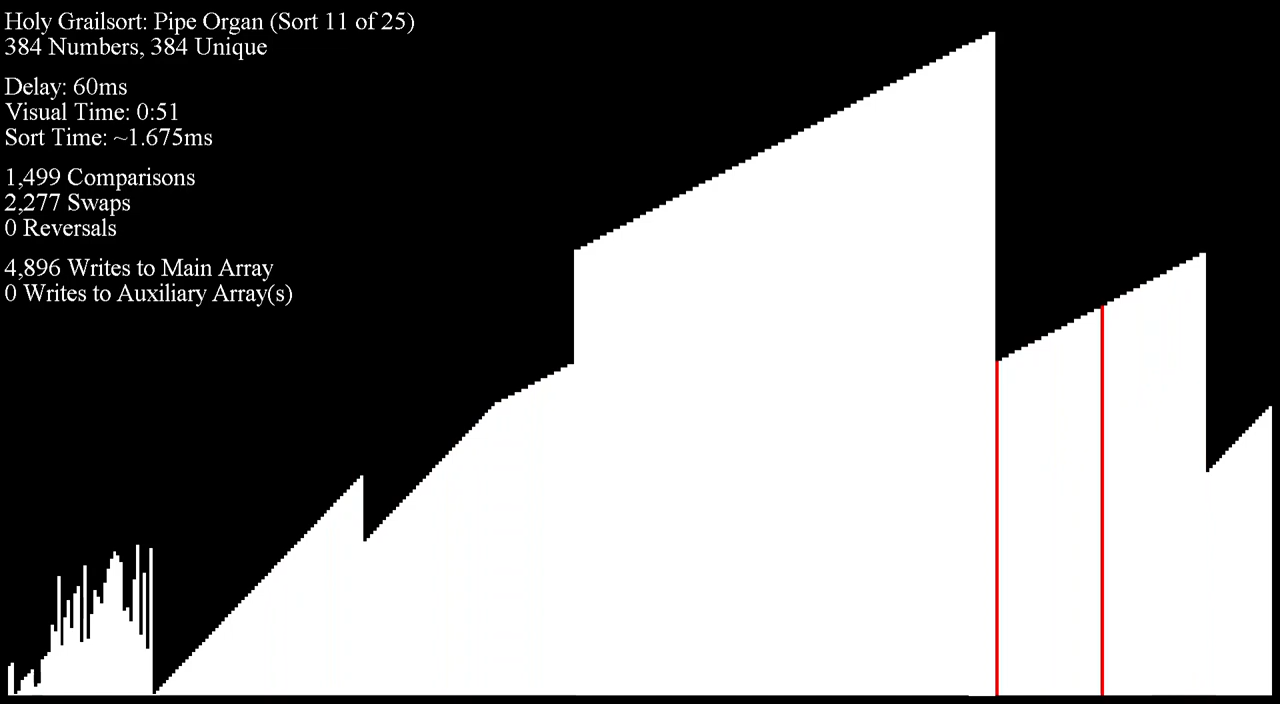 Holy Grailsort: Pipe Organ (Sort 11 of 25)
384 Numbers, 384 Unique
Delay: 60ms
Visual Time: 0:51
Sort Time: ~1.675ms
1,499 Comparisons
2,277 Swaps
0 Reversals
4,896 Writes to Main Array
0 Writes to Auxiliary Array(s)